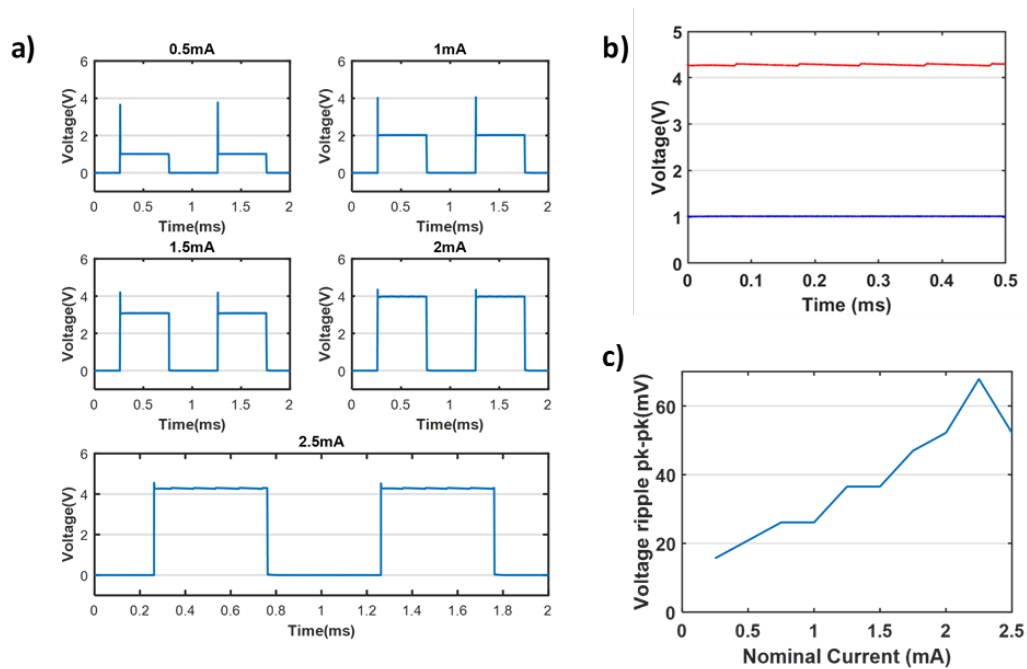 a)
0.5mA
6
4
2
0
Voltage(V)
0 0.5 1 1.5 2
Time(ms)
1mA
6
4
2
0
Voltage(V)
0 0.5 1 1.5 2
Time(ms)
1.5mA
6
4
2
0
Voltage(V)
0 0.5 1 1.5 2
Time(ms)
2mA
6
4
2
0
Voltage(V)
0 0.5 1 1.5 2
Time(ms)
2.5mA
6
4
2
0
Voltage(V)
0 0.2 0.4 0.6 0.8 1 1.2 1.4 1.6 1.8 2
Time(ms)
b)
5
4
3
2
1
0
Voltage(V)
0 0.1 0.2 0.3 0.4 0.5
Time (ms)
c)
60
40
20
0
Voltage ripple pk-pk(mV)
0 0.5 1 1.5 2 2.5
Nominal Current (mA)